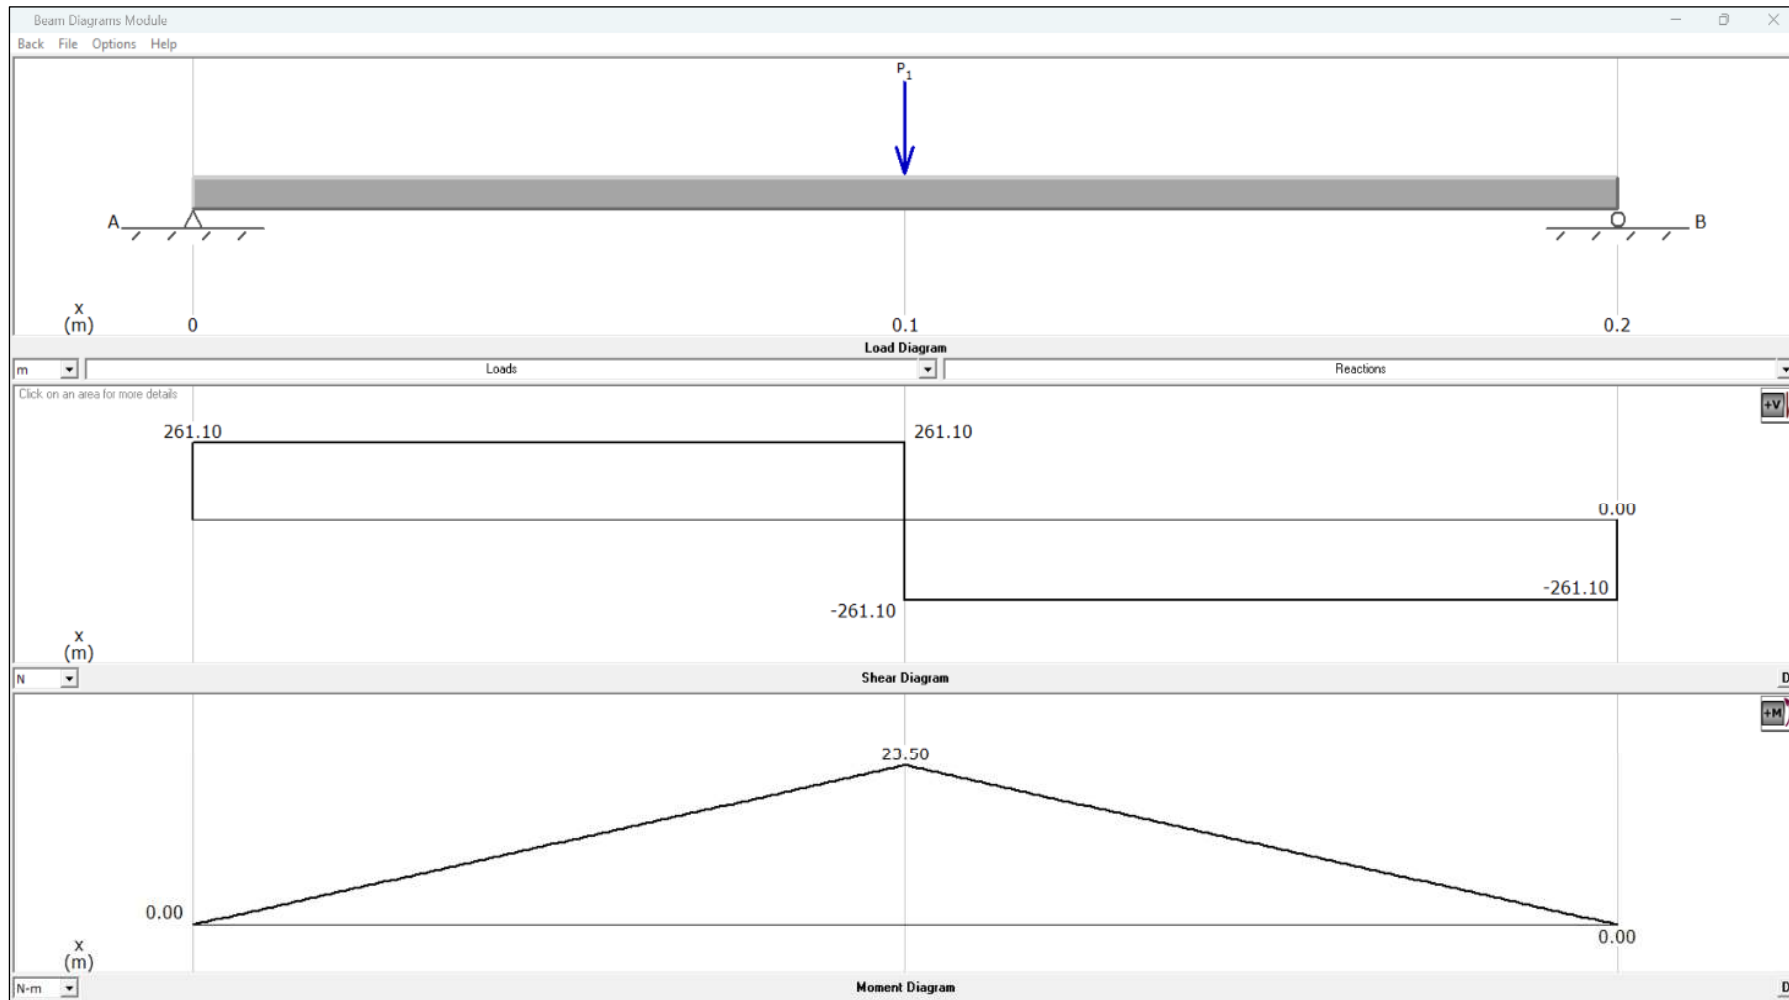 Beam Diagrams Module
Back File Options Help
P1
A
B
x
(m)
0
0.1
0.2
Load Diagram
m
Loads
Reactions
Click on an area for more details
+V
261.10
261.10
0.00
-261.10
-261.10
x
(m)
N
Shear Diagram
D
+M
23.50
0.00
0.00
x
(m)
N-m
Moment Diagram
D